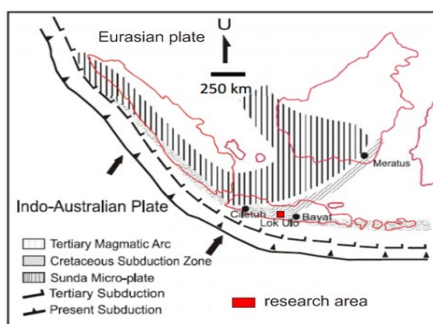 U
Eurasian plate
250 km
Meratus
Indo-Australian Plate
Ciletuh
Lok Ulo
Bayat
Tertiary Magmatic Arc
Cretaceous Subduction Zone
Sunda Micro-plate
Tertiary Subduction
Present Subduction
research area